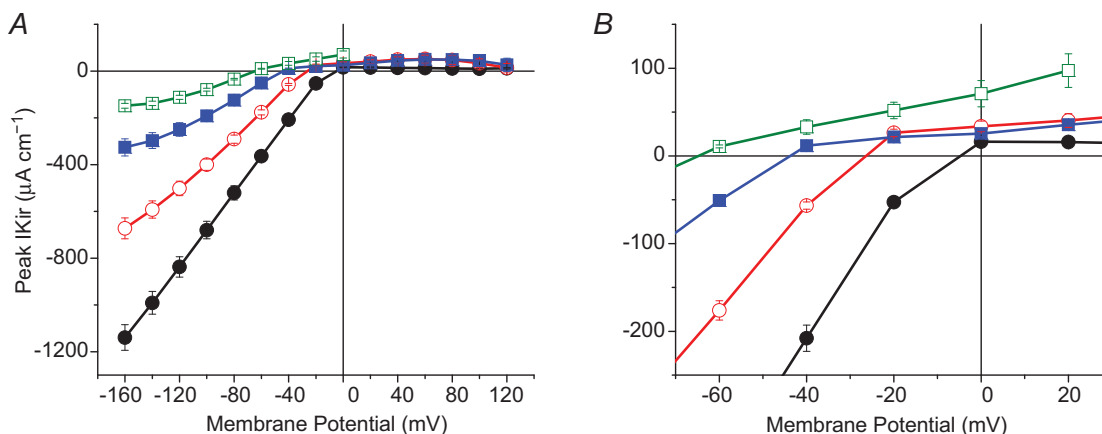 A
B
0
-400
-800
-1200
Peak IKir (µA cm⁻¹)
-160 -120 -80 -40 0 40 80 120
Membrane Potential (mV)
100
0
-100
-200
-60 -40 -20 0 20
Membrane Potential (mV)